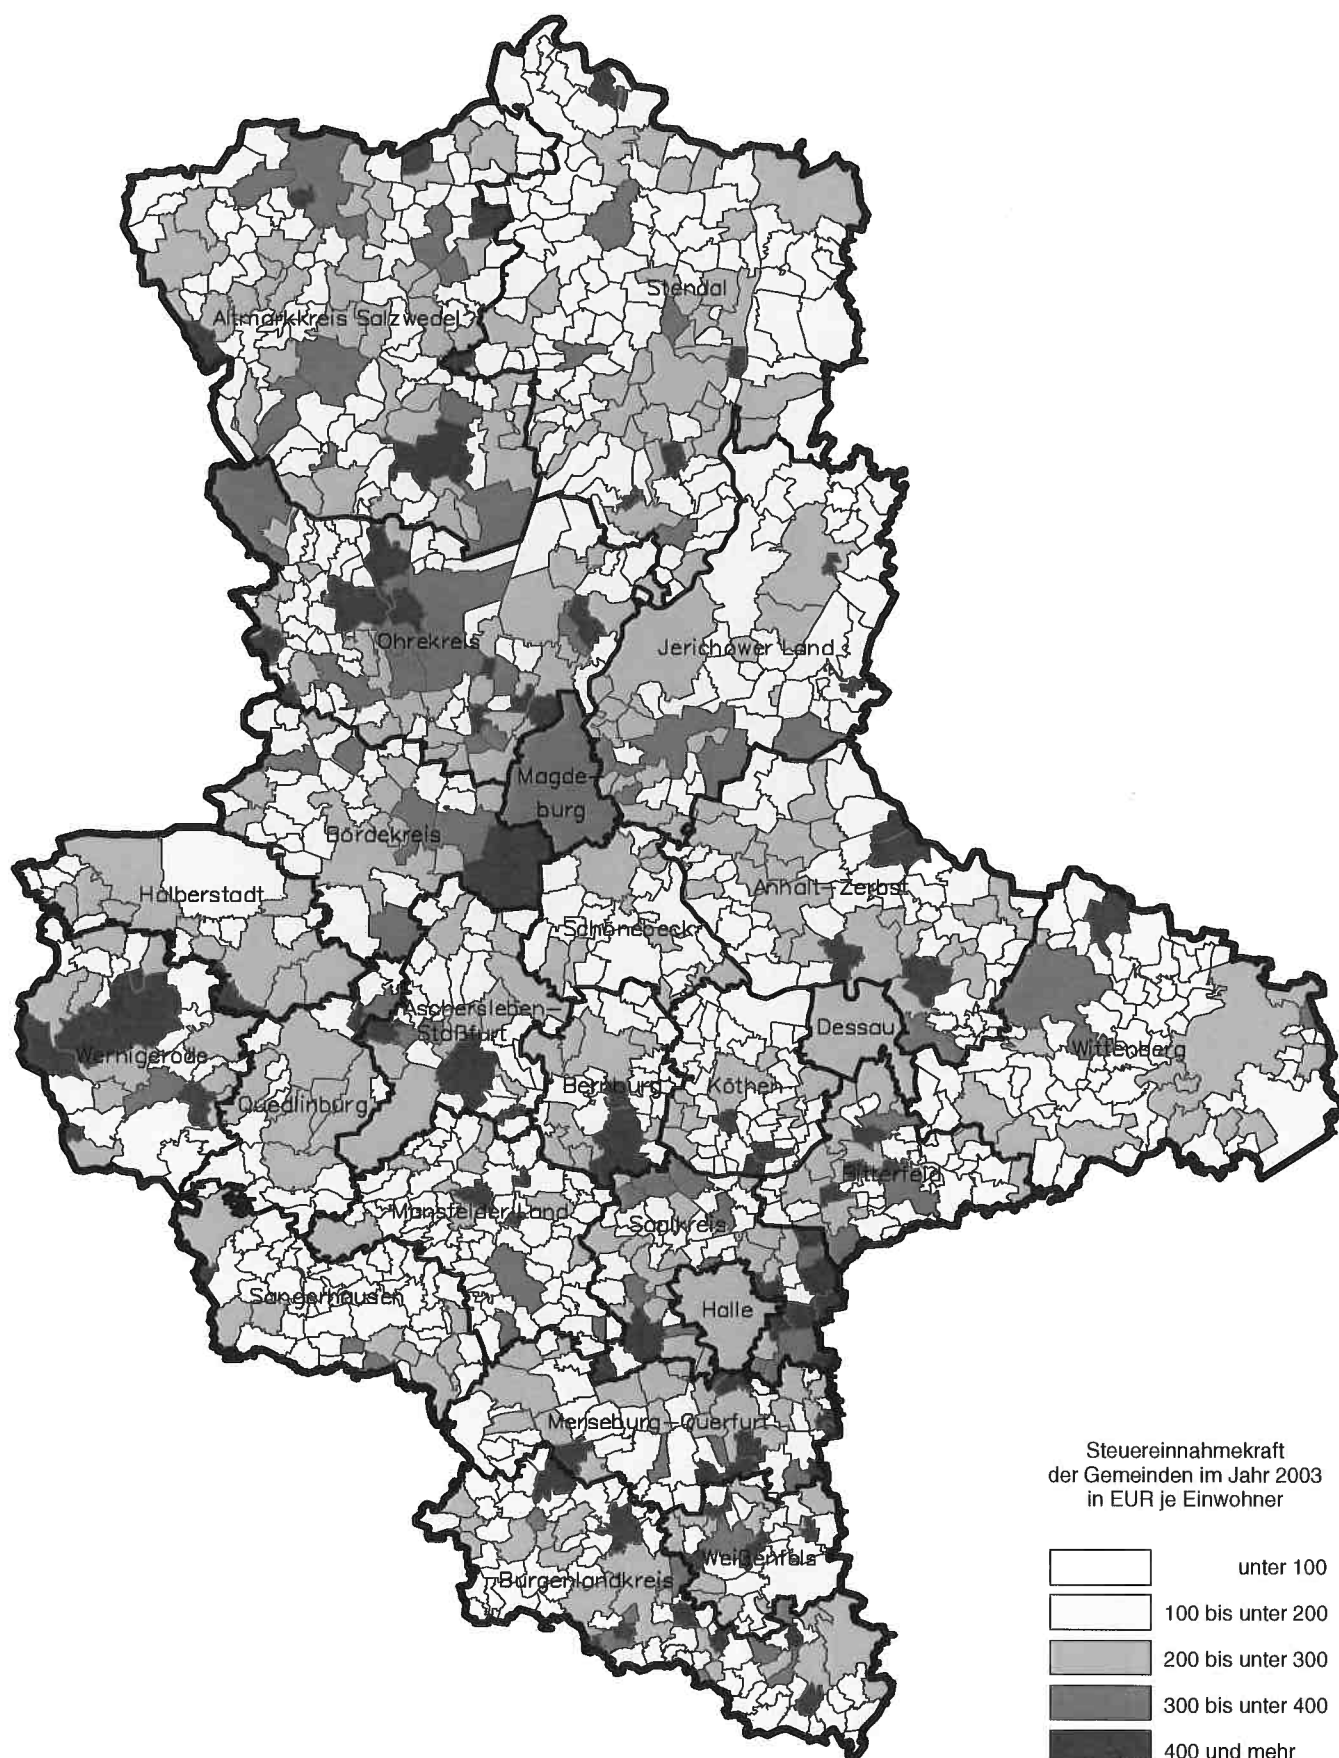 Stendal
Altmarkkreis Salzwedel
Ohrekreis
Jerichower Land
Magde-
burg
Bördekreis
Halberstadt
Anhalt-Zerbst
Schönebeck
Aschersleben-
Staßfurt
Dessau
Wernigerode
Wittenberg
Bernburg
Köthen
Quedlinburg
Bitterfeld
Mansfelder Land
Saalkreis
Sangerhausen
Halle
Merseburg-Querfurt
Weißenfels
Burgenlandkreis
Steuereinnahmekraft
der Gemeinden im Jahr 2003
in EUR je Einwohner
unter 100
100 bis unter 200
200 bis unter 300
300 bis unter 400
400 und mehr